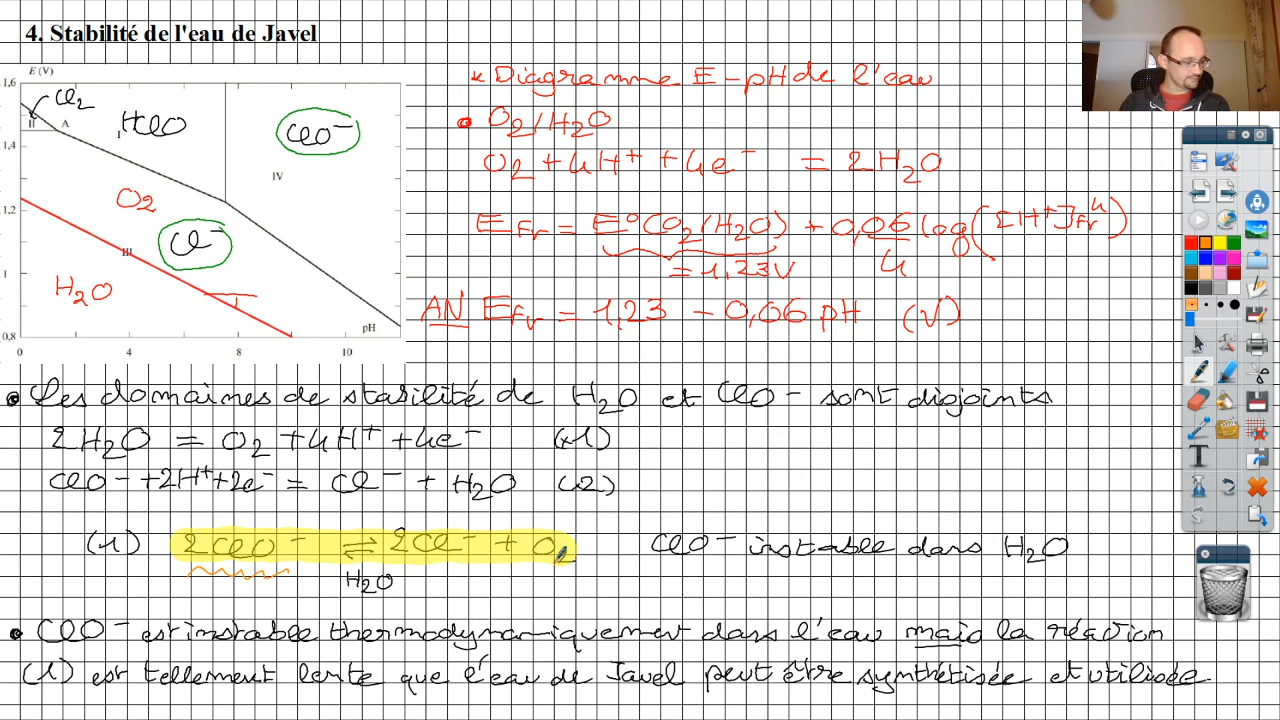 4. Stabilité de l'eau de Javel
E (V)
1,6
1,4
1,2
1
0,8
0
4
8
10
pH
Cl2
II
A
I
HClO
ClO⁻
IV
O2
Cl⁻
III
H2O
* Diagramme E-pH de l'eau
• O2/H2O
O2 + 4H⁺ + 4e⁻ = 2H2O
E_Fr = E°(O2/H2O) + 0,06/4 log([H⁺]_Fr⁴)
= 1,23V
AN E_Fr = 1,23 - 0,06 pH (V)
• Les domaines de stabilité de H2O et ClO⁻ sont disjoints
2H2O = O2 + 4H⁺ + 4e⁻ (×1)
ClO⁻ + 2H⁺ + 2e⁻ = Cl⁻ + H2O (×2)
(1) 2ClO⁻ ⇌ 2Cl⁻ + O2 ClO⁻ instable dans H2O
H2O
• ClO⁻ est instable thermodynamiquement dans l'eau mais la réaction
(1) est tellement lente que l'eau de Javel peut être synthétisée et utilisée